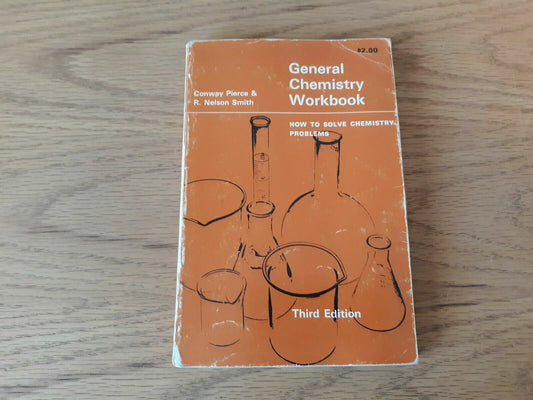 $2.00
General
Chemistry
Workbook
Conway Pierce &
R. Nelson Smith
HOW TO SOLVE CHEMISTRY
PROBLEMS
Third Edition